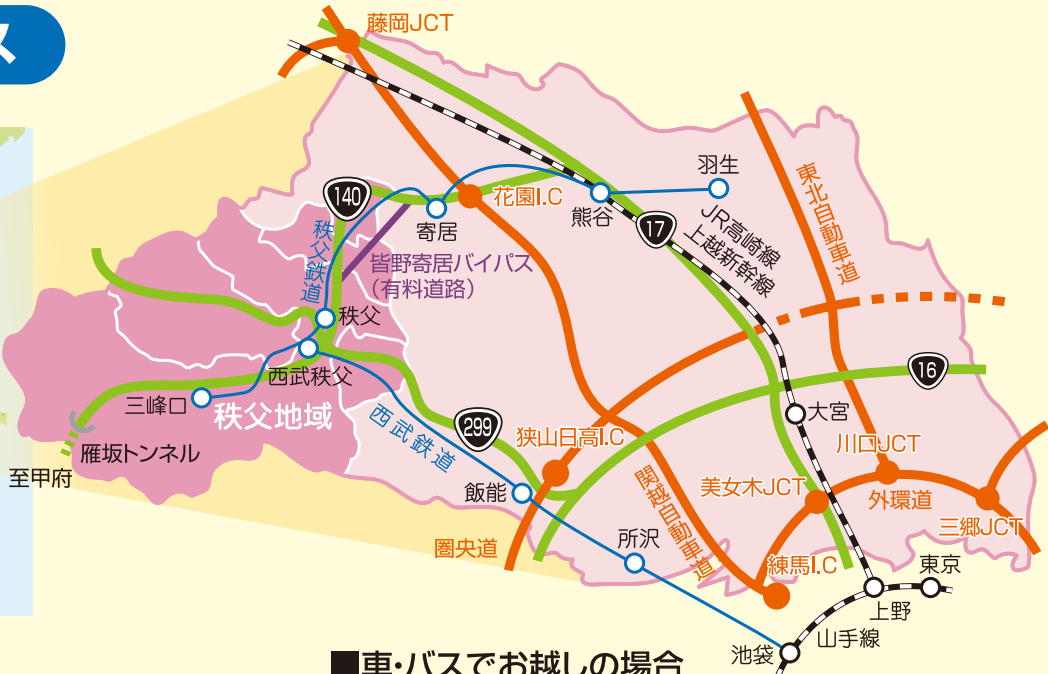 ス
藤岡JCT
140
花園I.C
羽生
熊谷
17
JR高崎線
上越新幹線
東北自動車道
寄居
秩父鉄道
皆野寄居バイパス
(有料道路)
秩父
西武秩父
三峰口
秩父地域
雁坂トンネル
至甲府
西武鉄道
299
狭山日高I.C
16
大宮
川口JCT
飯能
関越自動車道
美女木JCT
外環道
三郷JCT
圏央道
所沢
練馬I.C
東京
上野
山手線
池袋
■車・バスでお越しの場合